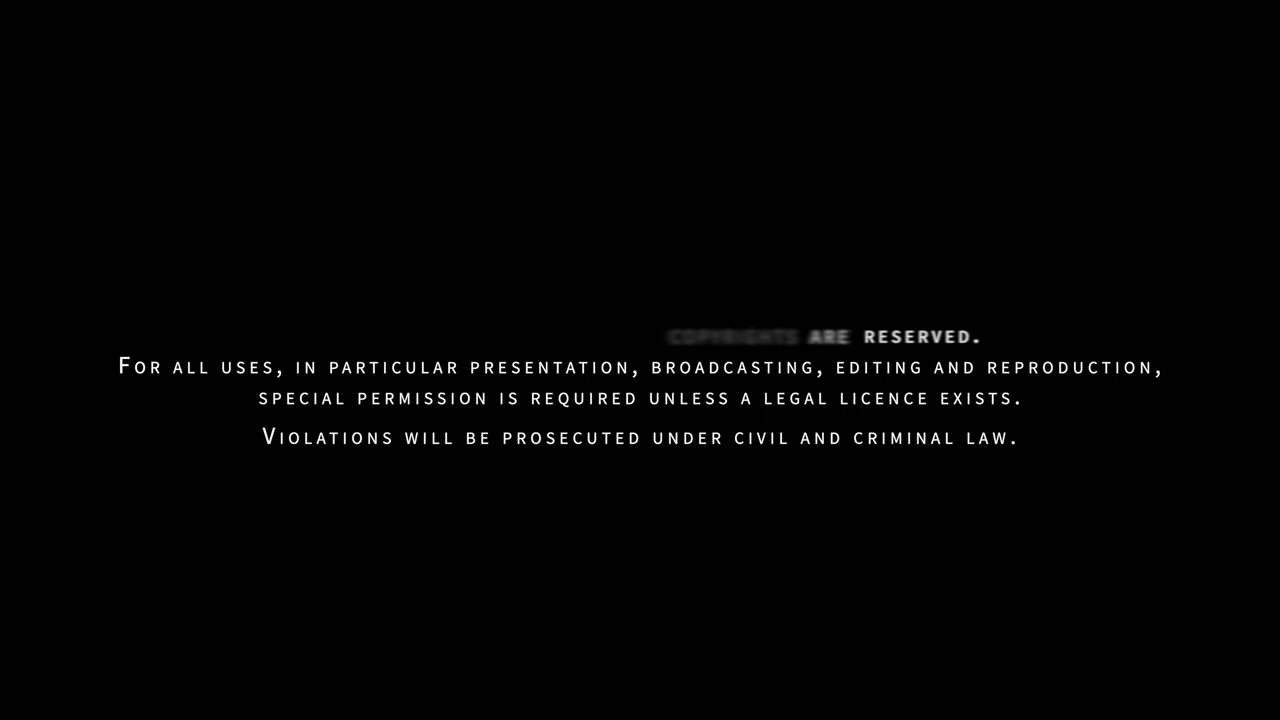 COPYRIGHTS ARE RESERVED.
FOR ALL USES, IN PARTICULAR PRESENTATION, BROADCASTING, EDITING AND REPRODUCTION,
SPECIAL PERMISSION IS REQUIRED UNLESS A LEGAL LICENCE EXISTS.
VIOLATIONS WILL BE PROSECUTED UNDER CIVIL AND CRIMINAL LAW.